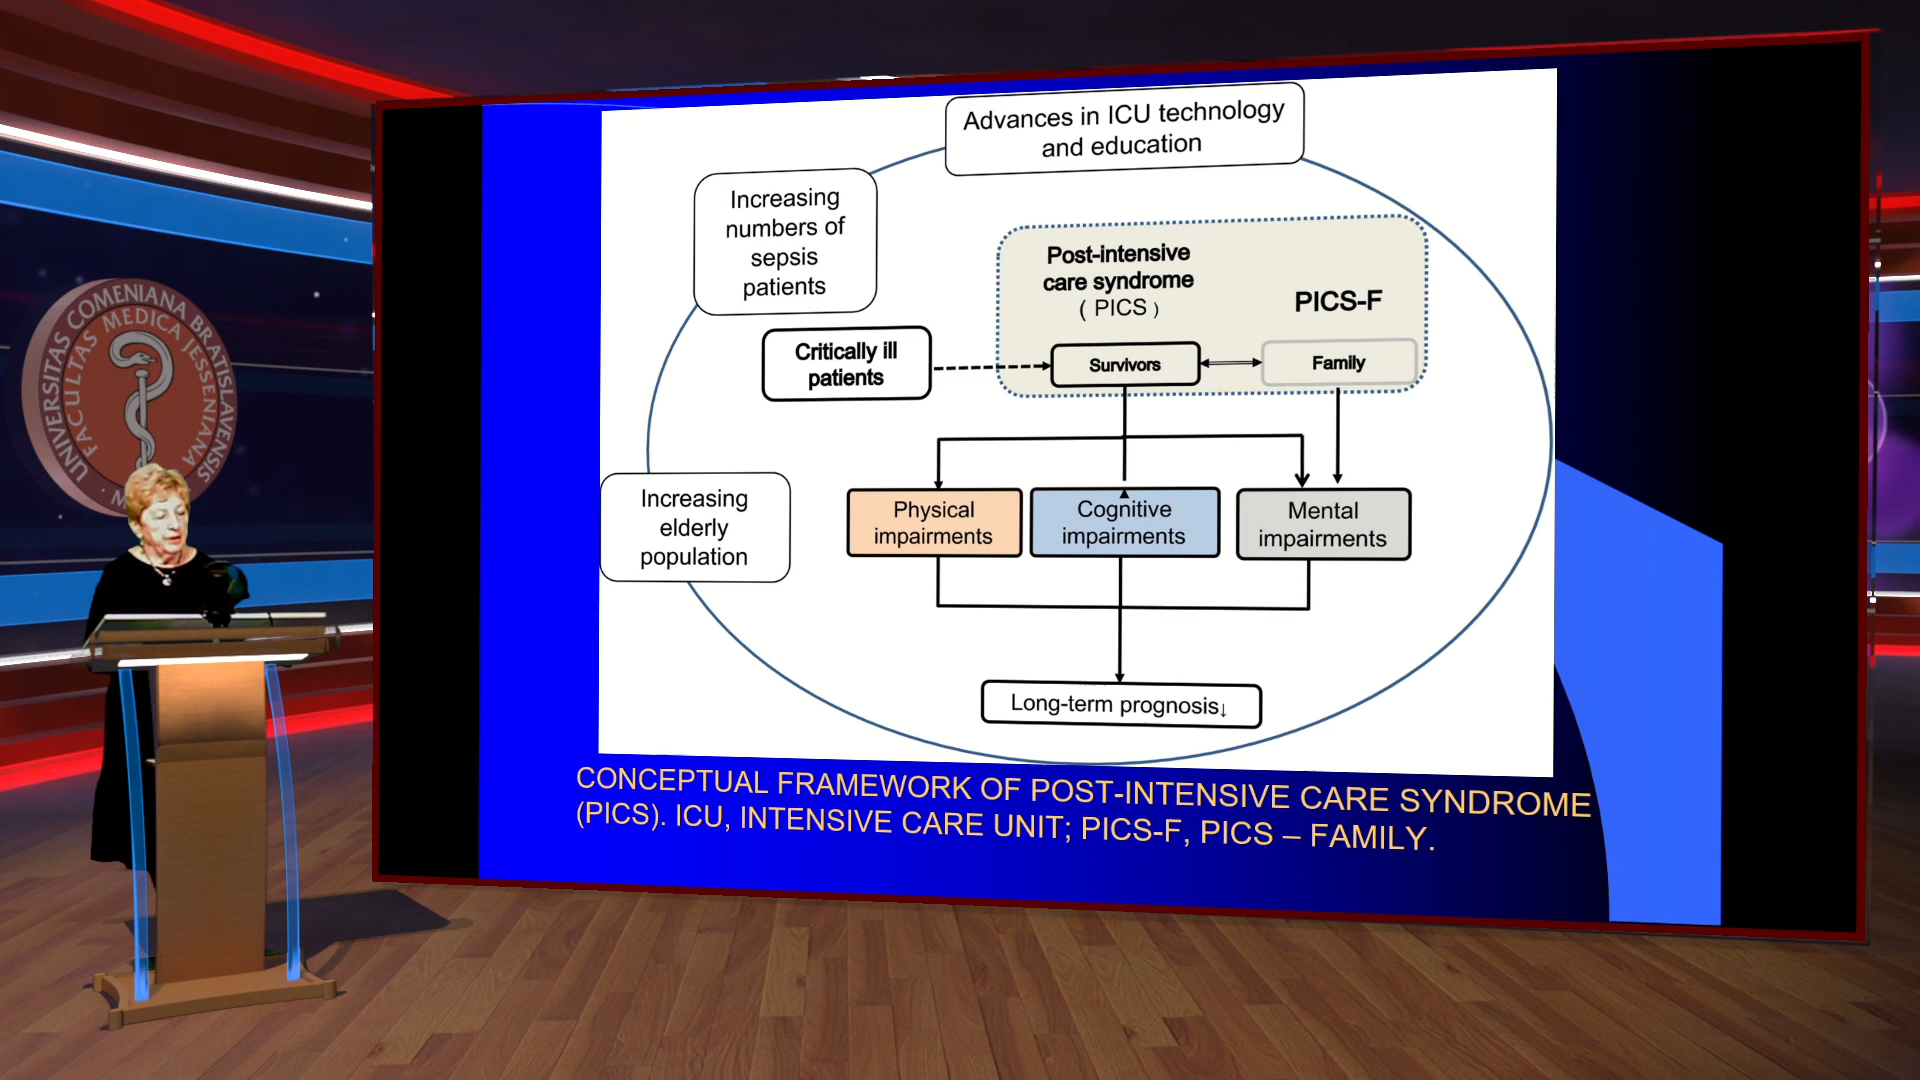 UNIVERSITAS COMENIANA BRATISLAVENSIS
FACULTAS MEDICA JESSENIANA
Advances in ICU technology
and education
Increasing
numbers of
sepsis
patients
Post-intensive
care syndrome
( PICS )
PICS-F
Critically ill
patients
Survivors
Family
Increasing
elderly
population
Physical
impairments
Cognitive
impairments
Mental
impairments
Long-term prognosis↓
CONCEPTUAL FRAMEWORK OF POST-INTENSIVE CARE SYNDROME
(PICS). ICU, INTENSIVE CARE UNIT; PICS-F, PICS – FAMILY.